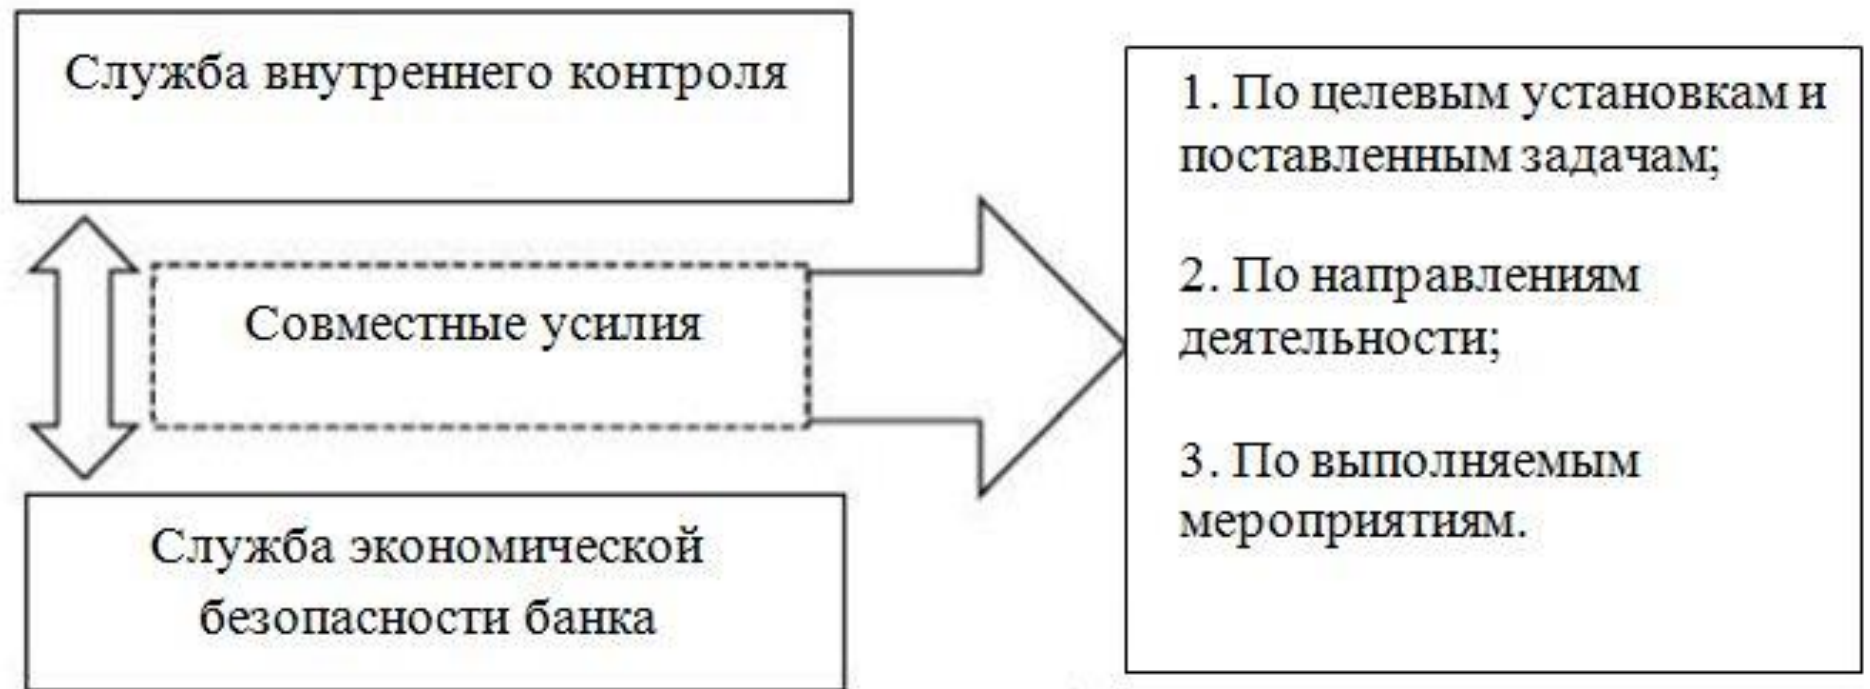 Служба внутреннего контроля
Совместные усилия
Служба экономической
безопасности банка
1. По целевым установкам и
поставленным задачам;
2. По направлениям
деятельности;
3. По выполняемым
мероприятиям.